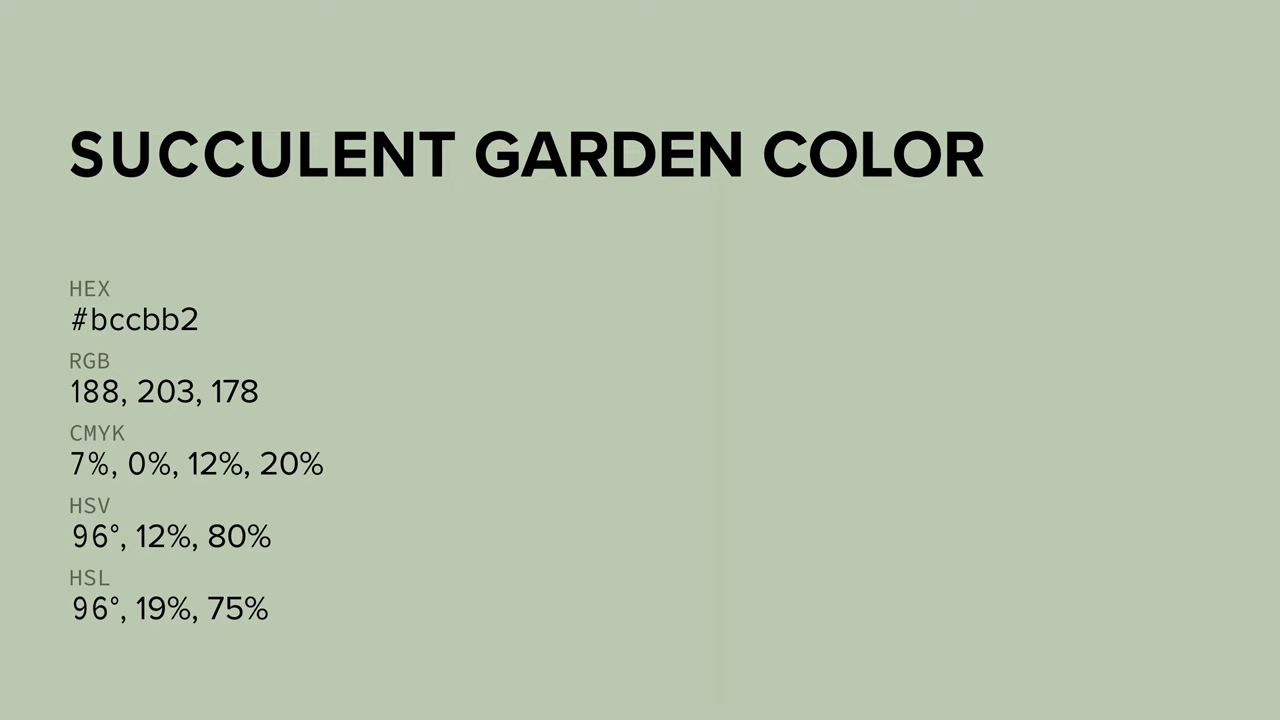 SUCCULENT GARDEN COLOR
HEX
#bccbb2
RGB
188, 203, 178
CMYK
7%, 0%, 12%, 20%
HSV
96°, 12%, 80%
HSL
96°, 19%, 75%